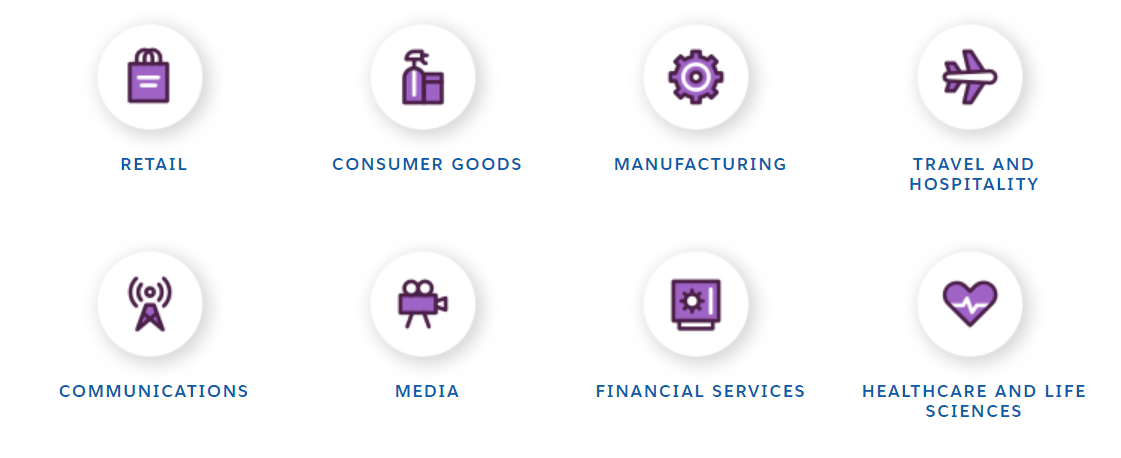 RETAIL
CONSUMER GOODS
MANUFACTURING
TRAVEL AND
HOSPITALITY
COMMUNICATIONS
MEDIA
FINANCIAL SERVICES
HEALTHCARE AND LIFE
SCIENCES